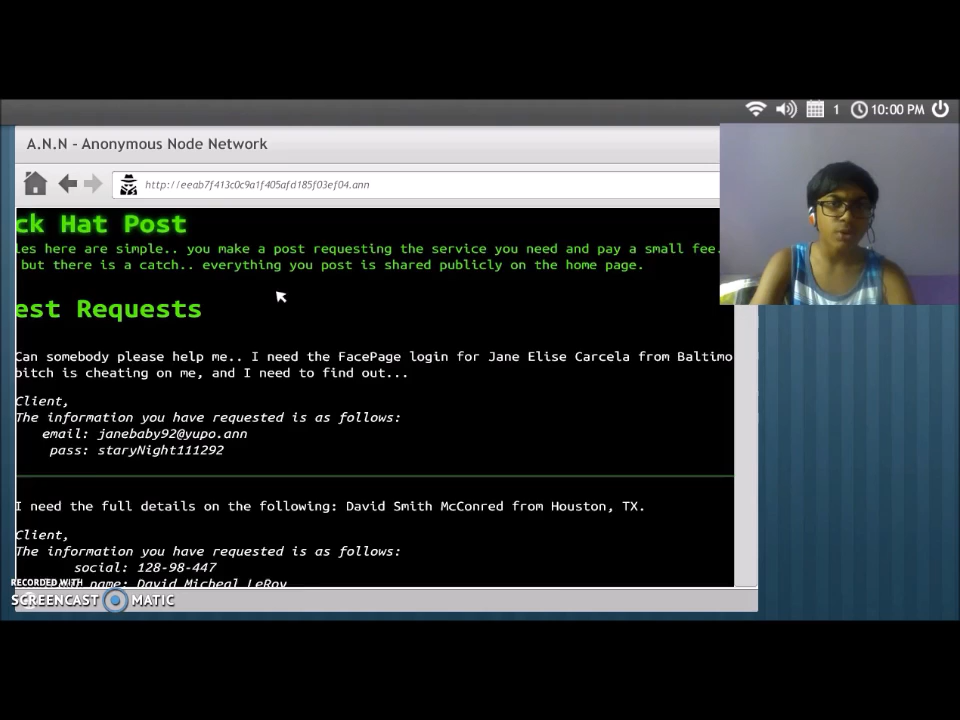 1 10:00 PM
A.N.N - Anonymous Node Network
http://eeab7f413c0c9a1f405afd185f03ef04.ann
ck Hat Post
les here are simple.. you make a post requesting the service you need and pay a small fee.
but there is a catch.. everything you post is shared publicly on the home page.
est Requests
Can somebody please help me.. I need the FacePage login for Jane Elise Carcela from Baltimo
bitch is cheating on me, and I need to find out...
Client,
The information you have requested is as follows:
email: janebaby92@yupo.ann
pass: staryNight111292
I need the full details on the following: David Smith McConred from Houston, TX.
Client,
The information you have requested is as follows:
social: 128-98-447
name: David Micheal LeRoy
RECORDED WITH
SCREENCAST MATIC